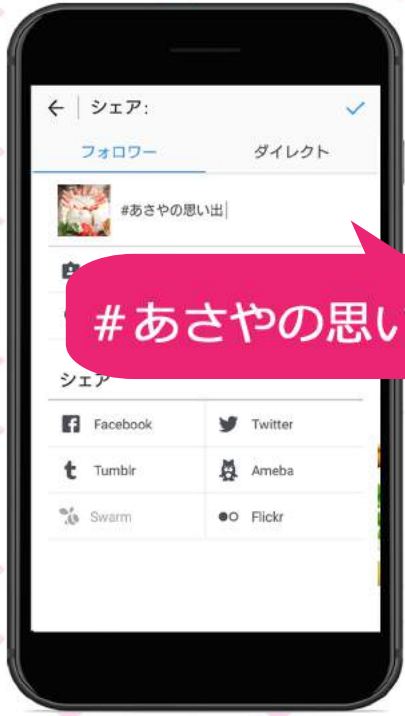 シェア:
フォロワー
ダイレクト
#あさやの思い出
#あさやの思い
シェア
Facebook
Twitter
Tumblr
Ameba
Swarm
Flickr